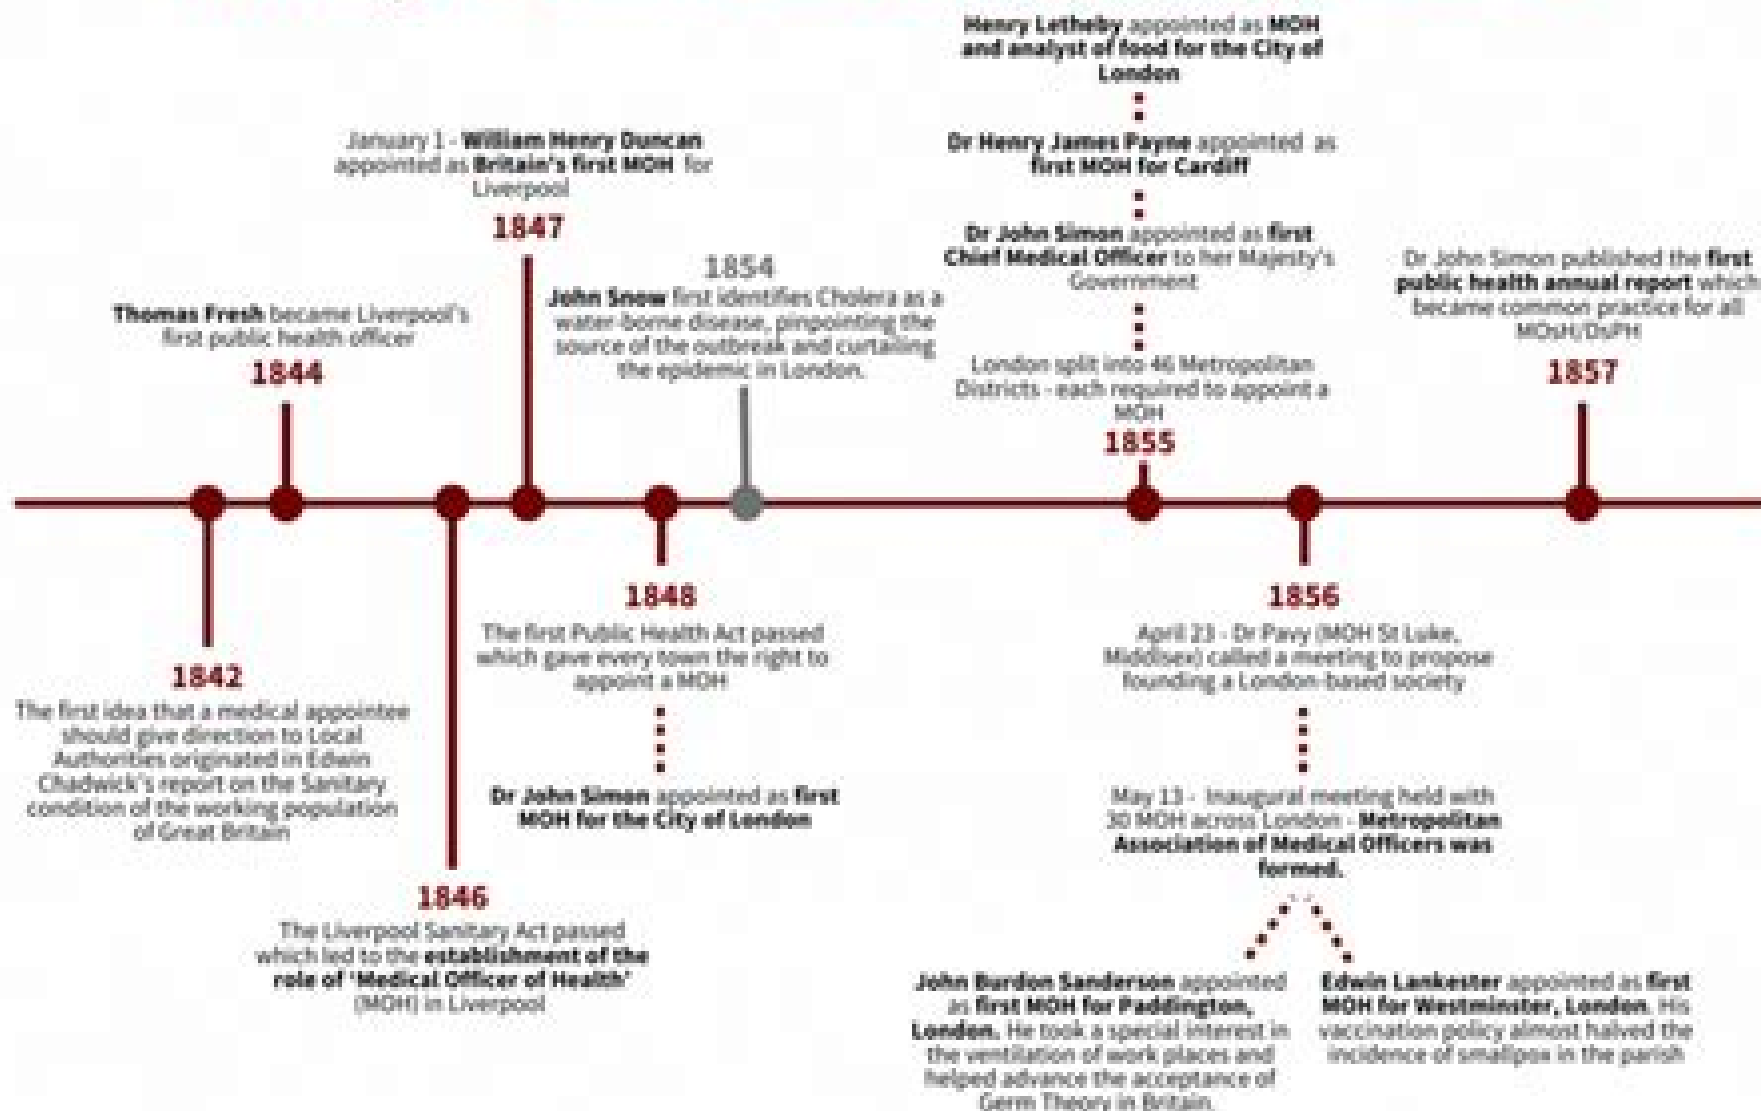 Henry Letheby appointed as MOH
and analyst of food for the City of
London
Dr Henry James Payne appointed as
first MOH for Cardiff
Dr John Simon appointed as first
Chief Medical Officer to her Majesty's
Government
London split into 46 Metropolitan
Districts - each required to appoint a
MOH
1855
January 1 - William Henry Duncan
appointed as Britain's first MOH for
Liverpool
1847
1854
John Snow first identifies Cholera as a
water-borne disease, pinpointing the
source of the outbreak and curtailing
the epidemic in London.
Thomas Fresh became Liverpool's
first public health officer
1844
Dr John Simon published the first
public health annual report which
became common practice for all
MOsH/DsPH
1857
1842
The first idea that a medical appointee
should give direction to Local
Authorities originated in Edwin
Chadwick's report on the Sanitary
condition of the working population
of Great Britain
1846
The Liverpool Sanitary Act passed
which led to the establishment of the
role of 'Medical Officer of Health'
(MOH) in Liverpool
1848
The first Public Health Act passed
which gave every town the right to
appoint a MOH
Dr John Simon appointed as first
MOH for the City of London
1856
April 23 - Dr Pavy (MOH St Luke,
Middlsex) called a meeting to propose
founding a London-based society
May 13 - Inaugural meeting held with
30 MOH across London - Metropolitan
Association of Medical Officers was
formed.
John Burdon Sanderson appointed
as first MOH for Paddington,
London. He took a special interest in
the ventilation of work places and
helped advance the acceptance of
Germ Theory in Britain.
Edwin Lankester appointed as first
MOH for Westminster, London. His
vaccination policy almost halved the
incidence of smallpox in the parish